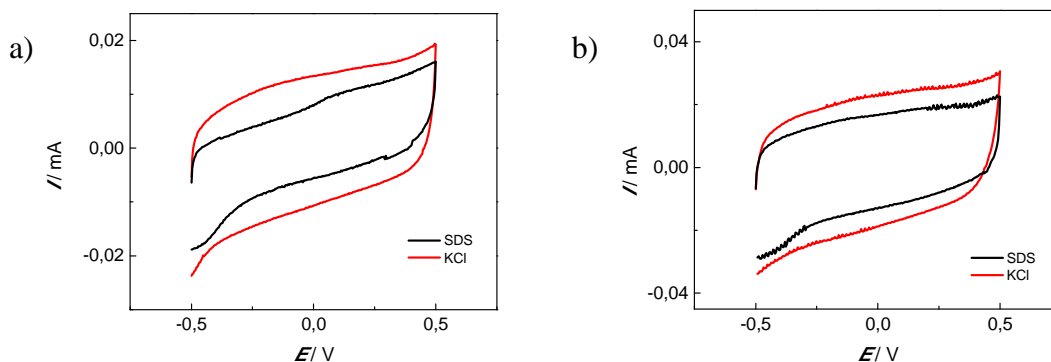 a)
0,02
0,00
-0,02
I / mA
SDS
KCl
-0,5
0,0
0,5
E / V
b)
0,04
0,00
-0,04
I / mA
SDS
KCl
-0,5
0,0
0,5
E / V